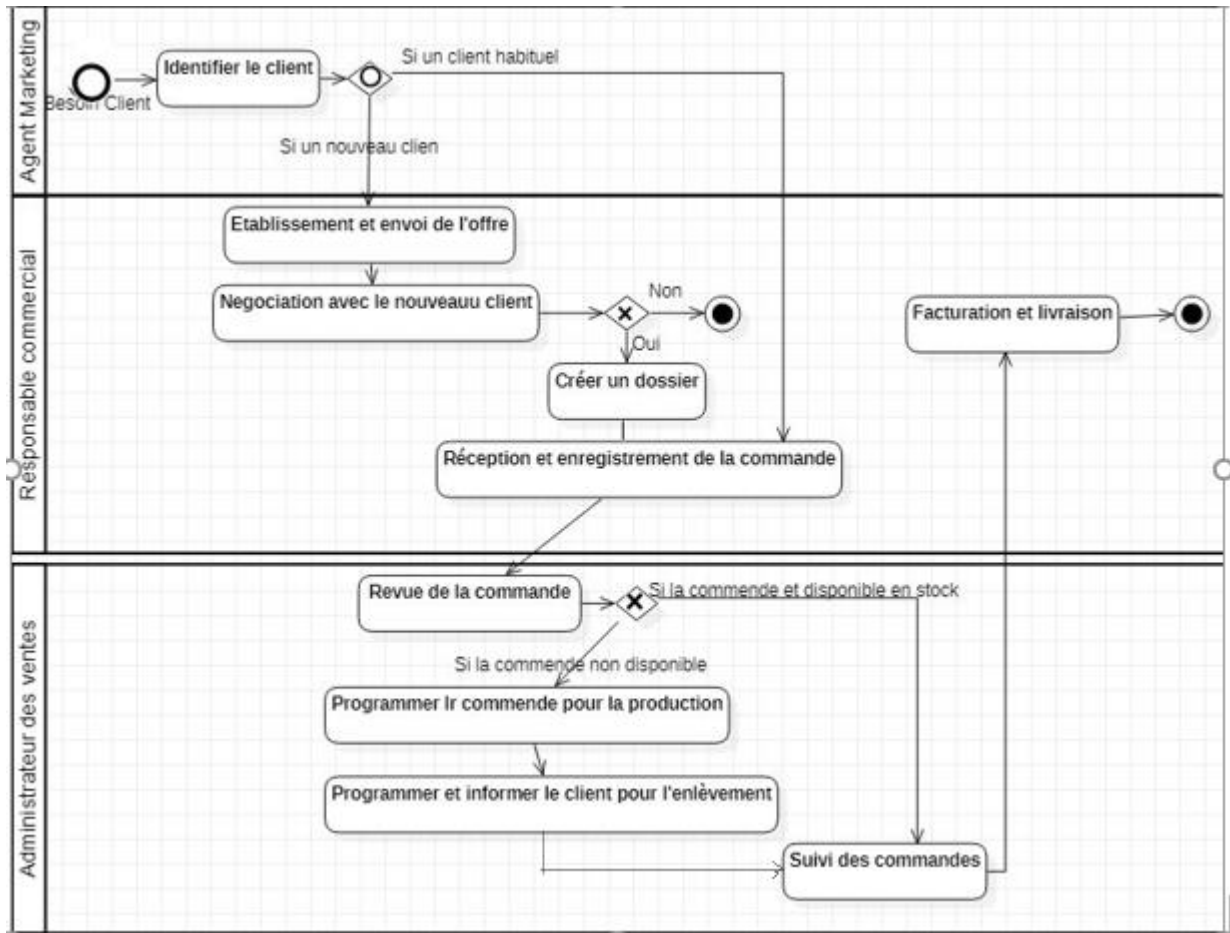 Agent Marketing
Besoin Client
Identifier le client
Si un client habituel
Si un nouveau clien
Responsable commercial
Etablissement et envoi de l'offre
Negociation avec le nouveauu client
Non
Oui
Créer un dossier
Réception et enregistrement de la commande
Facturation et livraison
Administrateur des ventes
Revue de la commande
Si la commende et disponible en stock
Si la commende non disponible
Programmer lr commende pour la production
Programmer et informer le client pour l'enlèvement
Suivi des commandes